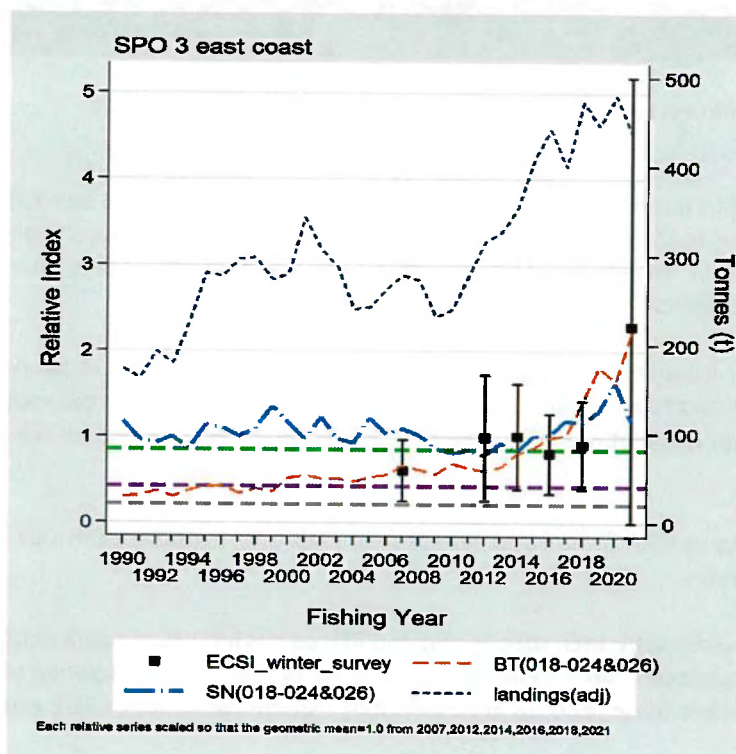 SPO 3 east coast
Relative Index
5
4
3
2
1
0
500
400
300
200
100
0
Tonnes (t)
1990 1994 1998 2002 2006 2010 2014 2018
1992 1996 2000 2004 2008 2012 2016 2020
Fishing Year
ECSI_winter_survey BT(018-024&026)
SN(018-024&026) landings(adj)
Each relative series scaled so that the geometric mean=1.0 from 2007,2012,2014,2016,2018,2021